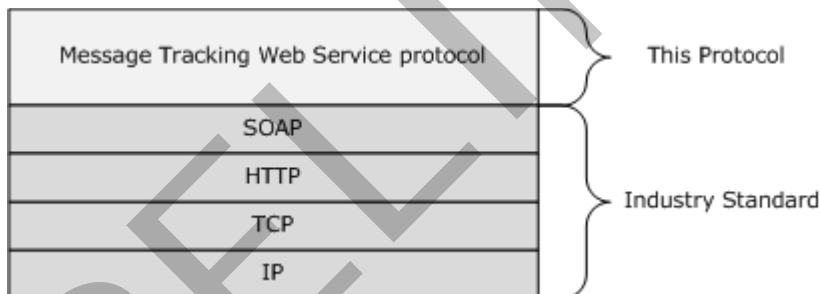 Message Tracking Web Service protocol
This Protocol
SOAP
HTTP
TCP
IP
Industry Standard